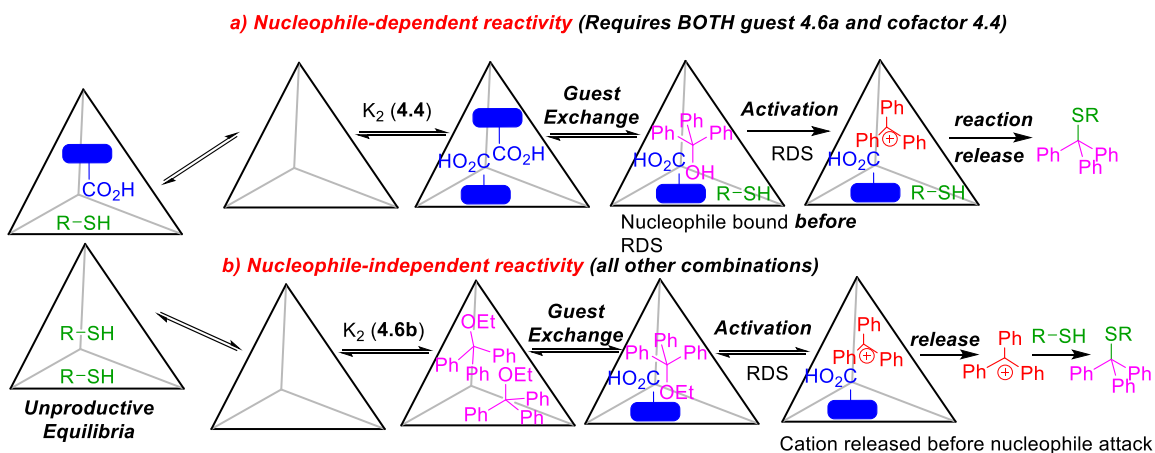 a) Nucleophile-dependent reactivity (Requires BOTH guest 4.6a and cofactor 4.4)
K2 (4.4)
Guest
Exchange
Activation
RDS
reaction
release
CO2H
R-SH
HO2C
CO2H
Ph
Ph
Ph
HO2C
OH
R-SH
Ph
Ph
Ph
+
HO2C
R-SH
SR
Ph
Ph
Ph
Nucleophile bound before
RDS
b) Nucleophile-independent reactivity (all other combinations)
R-SH
R-SH
Unproductive
Equilibria
K2 (4.6b)
OEt
Ph
Ph
Ph
OEt
Ph
Ph
Ph
Guest
Exchange
Ph
Ph
Ph
HO2C
OEt
Activation
RDS
Ph
Ph
Ph
+
HO2C
release
Ph
Ph
Ph
+
R-SH
SR
Ph
Ph
Ph
Cation released before nucleophile attack